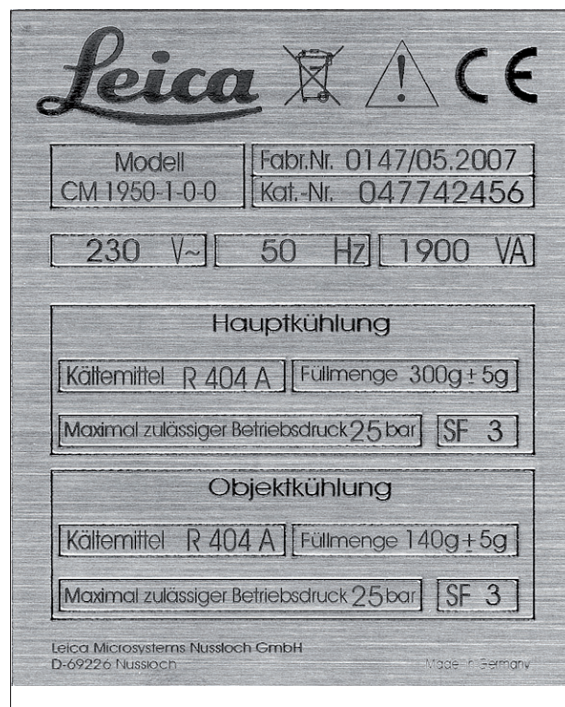 Leica CE
Modell
CM 1950-1-0-0
Fabr.Nr. 0147/05.2007
Kat.-Nr. 047742456
230 V~ 50 Hz 1900 VA
Hauptkühlung
Kältemittel R 404 A Füllmenge 300g ± 5g
Maximal zulässiger Betriebsdruck 25 bar SF 3
Objektkühlung
Kältemittel R 404 A Füllmenge 140g ± 5g
Maximal zulässiger Betriebsdruck 25 bar SF 3
Leica Microsystems Nussloch GmbH
D-69226 Nussloch
Made in Germany